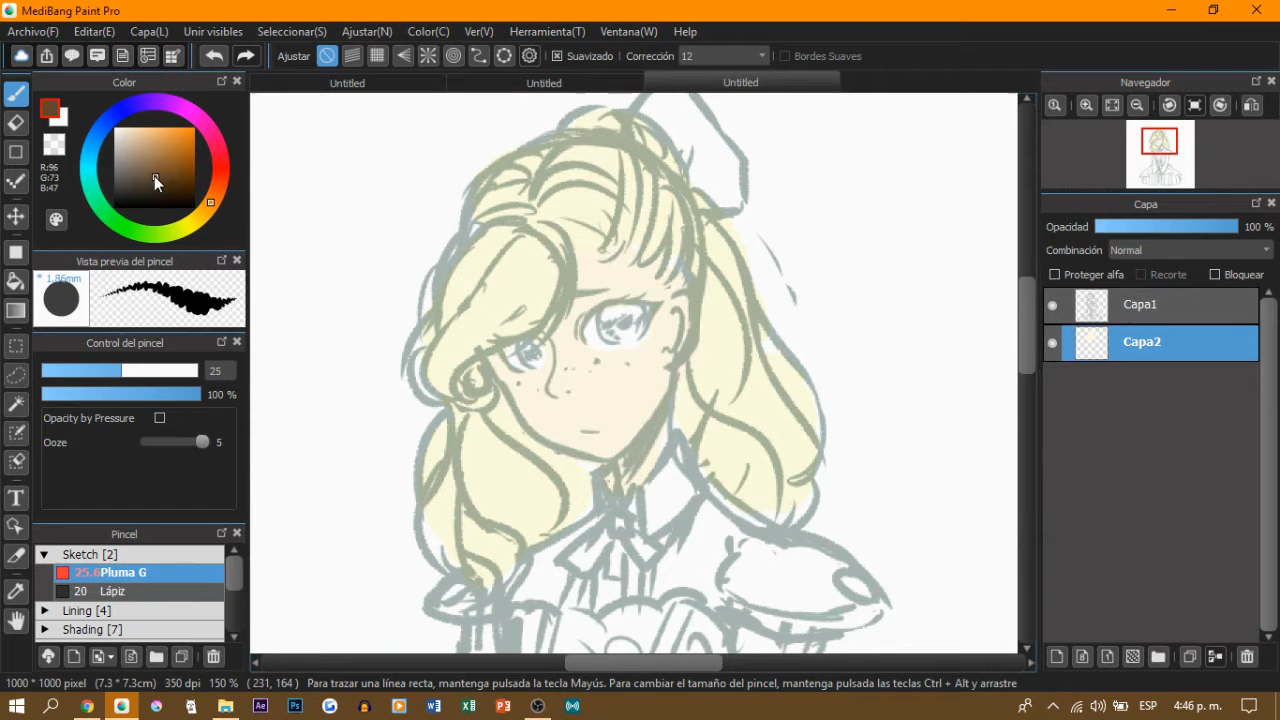 MediBang Paint Pro
Archivo(F) Editar(E) Capa(L) Unir visibles Seleccionar(S) Ajustar(N) Color(C) Ver(V) Herramienta(T) Ventana(W) Help
Ajustar Suavizado Corrección 12 Bordes Suaves
Color
Untitled Untitled Untitled
Navegador
R:96
G:73
B:47
Capa
Opacidad 100 %
Combinación Normal
Proteger alfa Recorte Bloquear
Vista previa del pincel
* 1.86mm
Capa1
Capa2
Control del pincel
25
100 %
Opacity by Pressure
Ooze 5
Pincel
Sketch [2]
25.6 Pluma G
20 Lápiz
Lining [4]
Shading [7]
1000 * 1000 pixel (7.3 * 7.3cm) 350 dpi 150 % ( 231, 164 ) Para trazar una línea recta, mantenga pulsada la tecla Mayús. Para cambiar el tamaño del pincel, mantenga pulsadas las teclas Ctrl + Alt y arrastre
ESP 4:46 p. m.